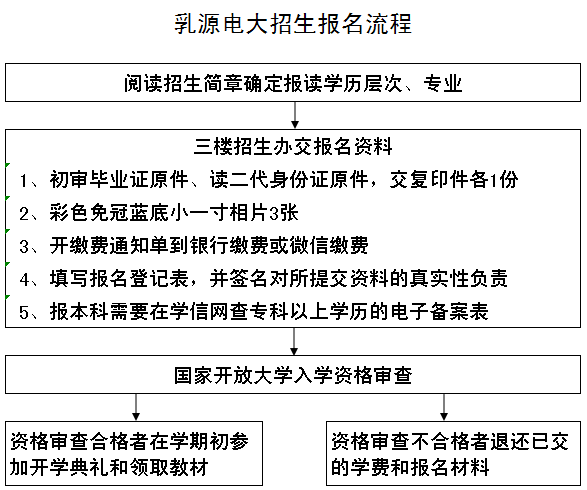 乳源电大招生报名流程
阅读招生简章确定报读学历层次、专业
三楼招生办交报名资料
1、初审毕业证原件、读二代身份证原件，交复印件各1份
2、彩色免冠蓝底小一寸相片3张
3、开缴费通知单到银行缴费或微信缴费
4、填写报名登记表，并签名对所提交资料的真实性负责
5、报本科需要在学信网查专科以上学历的电子备案表
国家开放大学入学资格审查
资格审查合格者在学期初参
加开学典礼和领取教材
资格审查不合格者退还已交
的学费和报名材料